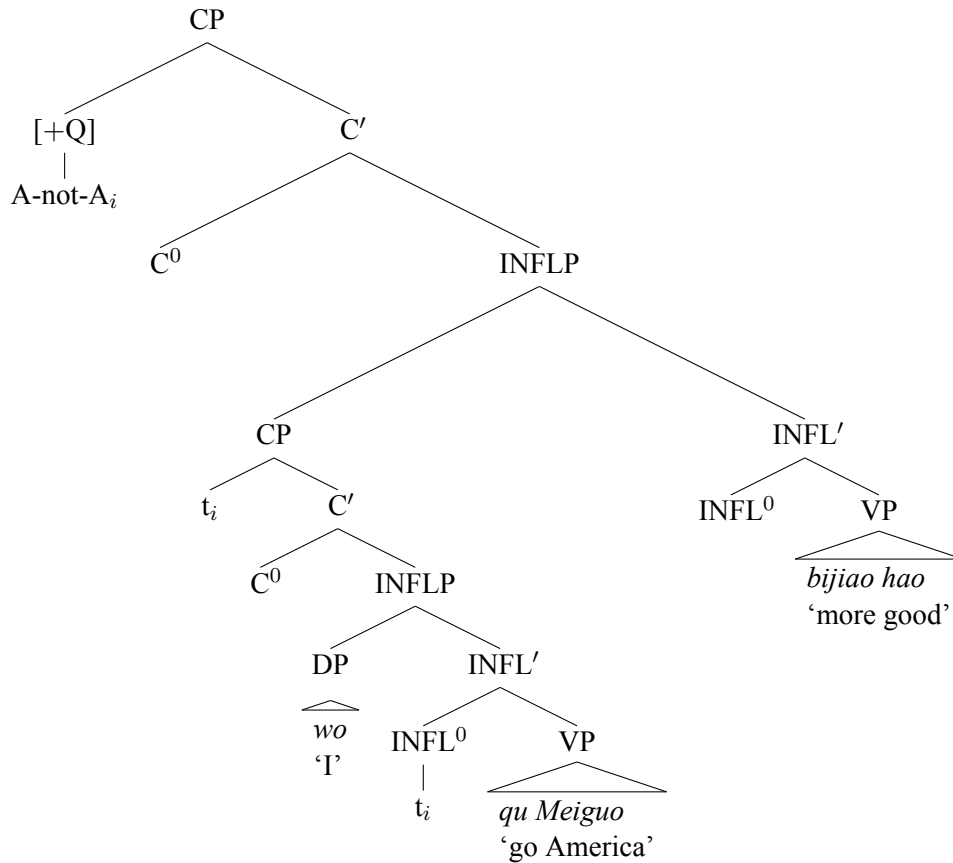 CP
[+Q] C′
A-not-Aᵢ
C⁰ INFLP
CP INFL′
tᵢ C′ INFL⁰ VP
C⁰ INFLP bijiao hao
‘more good’
DP INFL′
wo INFL⁰ VP
‘I’
tᵢ qu Meiguo
‘go America’